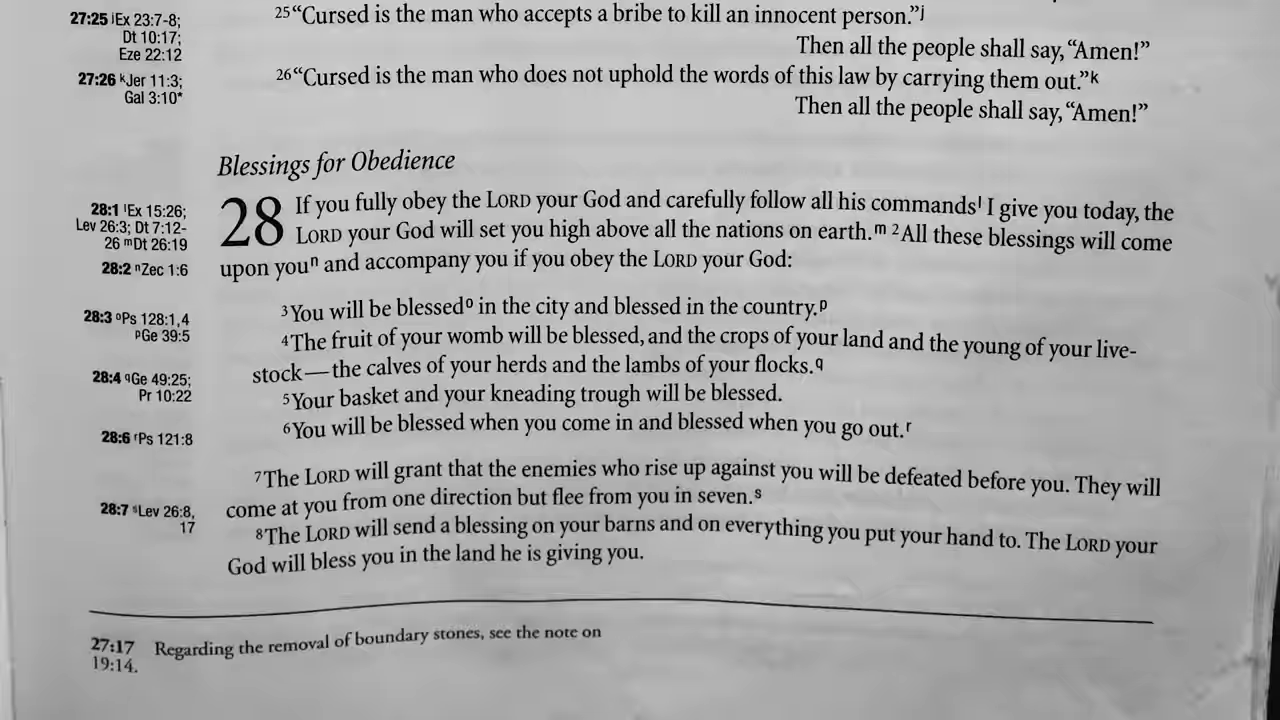 27:25 jEx 23:7-8;
Dt 10:17;
Eze 22:12
27:26 kJer 11:3;
Gal 3:10*
25“Cursed is the man who accepts a bribe to kill an innocent person.”j
Then all the people shall say, “Amen!”
26“Cursed is the man who does not uphold the words of this law by carrying them out.”k
Then all the people shall say, “Amen!”
Blessings for Obedience
28:1 lEx 15:26;
Lev 26:3; Dt 7:12-
26 mDt 26:19
28:2 nZec 1:6
28 If you fully obey the LORD your God and carefully follow all his commandsl I give you today, the
LORD your God will set you high above all the nations on earth.m 2All these blessings will come
upon youn and accompany you if you obey the LORD your God:
28:3 oPs 128:1,4
pGe 39:5
28:4 qGe 49:25;
Pr 10:22
28:6 rPs 121:8
3You will be blessedo in the city and blessed in the country.p
4The fruit of your womb will be blessed, and the crops of your land and the young of your live-
stock—the calves of your herds and the lambs of your flocks.q
5Your basket and your kneading trough will be blessed.
6You will be blessed when you come in and blessed when you go out.r
28:7 sLev 26:8,
17
7The LORD will grant that the enemies who rise up against you will be defeated before you. They will
come at you from one direction but flee from you in seven.s
8The LORD will send a blessing on your barns and on everything you put your hand to. The LORD your
God will bless you in the land he is giving you.
27:17 Regarding the removal of boundary stones, see the note on
19:14.